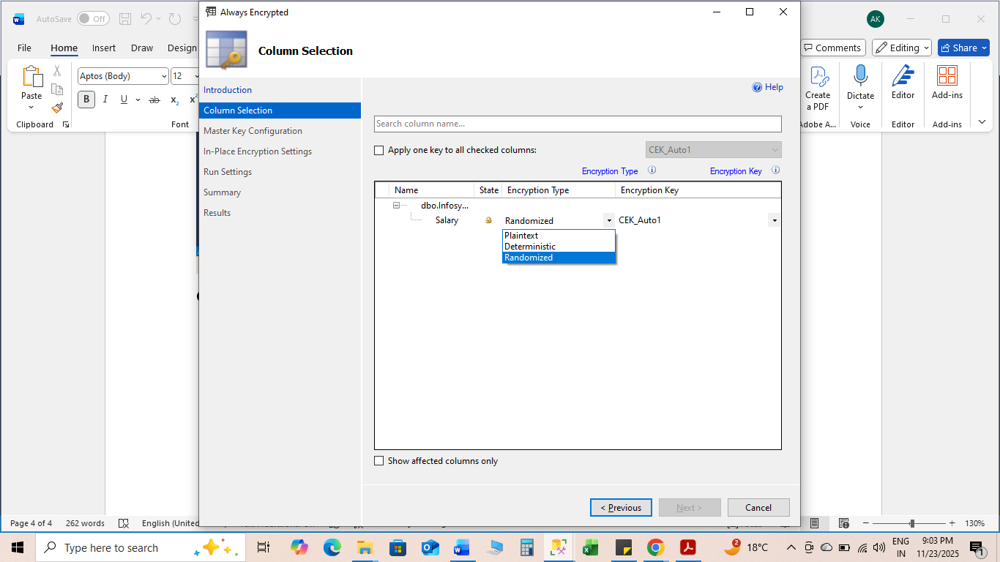 AutoSave Off
Always Encrypted
AK
File Home Insert Draw Design
Comments Editing Share
Column Selection
Aptos (Body) 12
Paste
B I U ab x2 x2
Clipboard
Font
Create a PDF
Dictate
Editor
Add-ins
Adobe A...
Voice
Editor
Add-ins
Introduction
Column Selection
Master Key Configuration
In-Place Encryption Settings
Run Settings
Summary
Results
Help
Search column name...
Apply one key to all checked columns: CEK_Auto1
Encryption Type Encryption Key
Name State Encryption Type Encryption Key
dbo.Infosy...
Salary Randomized CEK_Auto1
Plaintext
Deterministic
Randomized
Show affected columns only
< Previous Next > Cancel
Page 4 of 4 262 words English (United 130%
Type here to search
18°C
ENG
IN
9:03 PM
11/23/2025
1